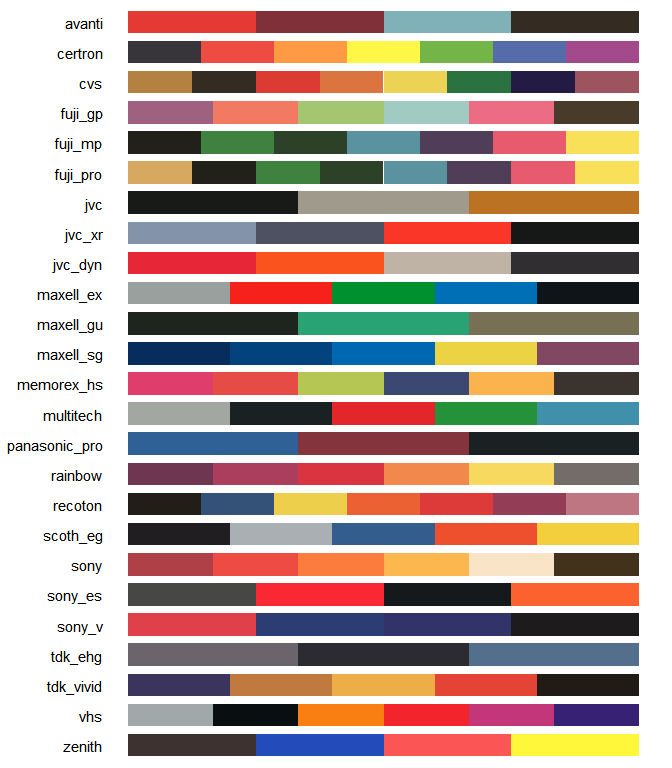 avanti
certron
cvs
fuji_gp
fuji_mp
fuji_pro
jvc
jvc_xr
jvc_dyn
maxell_ex
maxell_gu
maxell_sg
memorex_hs
multitech
panasonic_pro
rainbow
recoton
scoth_eg
sony
sony_es
sony_v
tdk_ehg
tdk_vivid
vhs
zenith